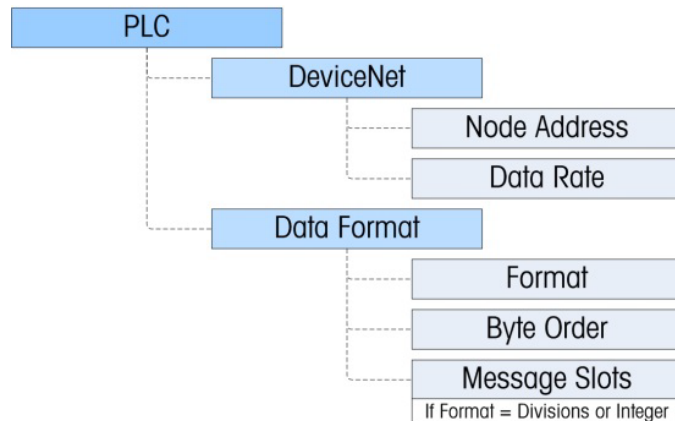 PLC
DeviceNet
Node Address
Data Rate
Data Format
Format
Byte Order
Message Slots
If Format = Divisions or Integer